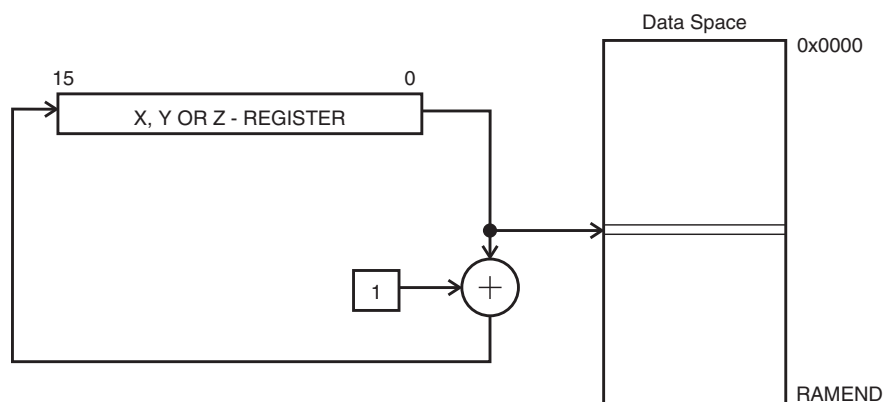 Data Space
0x0000
15 0
X, Y OR Z - REGISTER
1
+
RAMEND